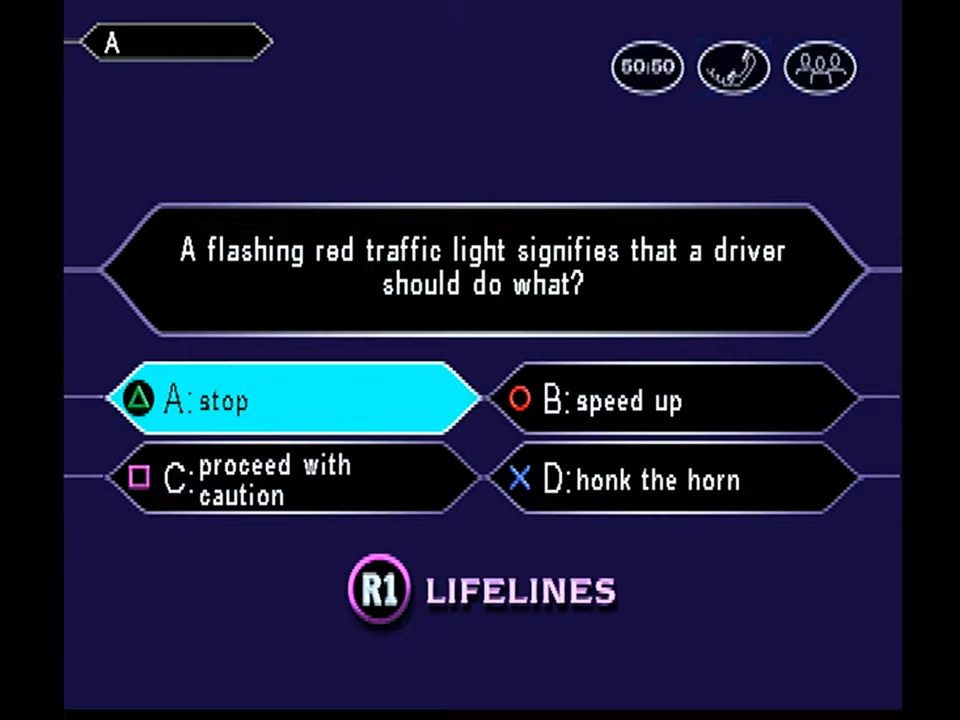 A
50:50
A flashing red traffic light signifies that a driver
should do what?
A: stop
B: speed up
C: proceed with
caution
D: honk the horn
R1 LIFELINES